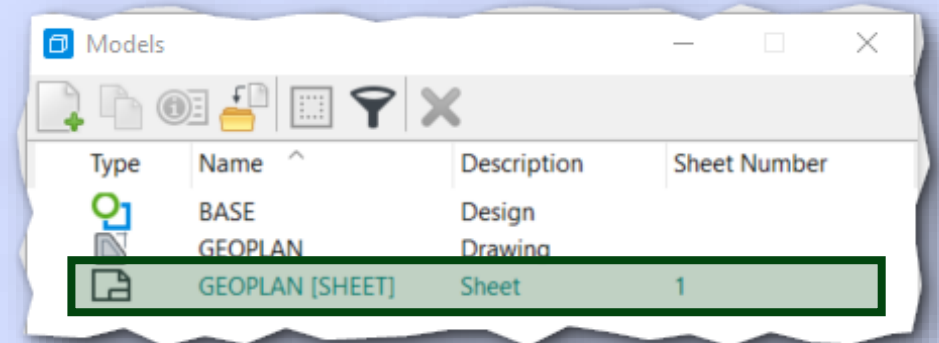 Models
Type Name Description Sheet Number
BASE Design
GEOPLAN Drawing
GEOPLAN [SHEET] Sheet 1